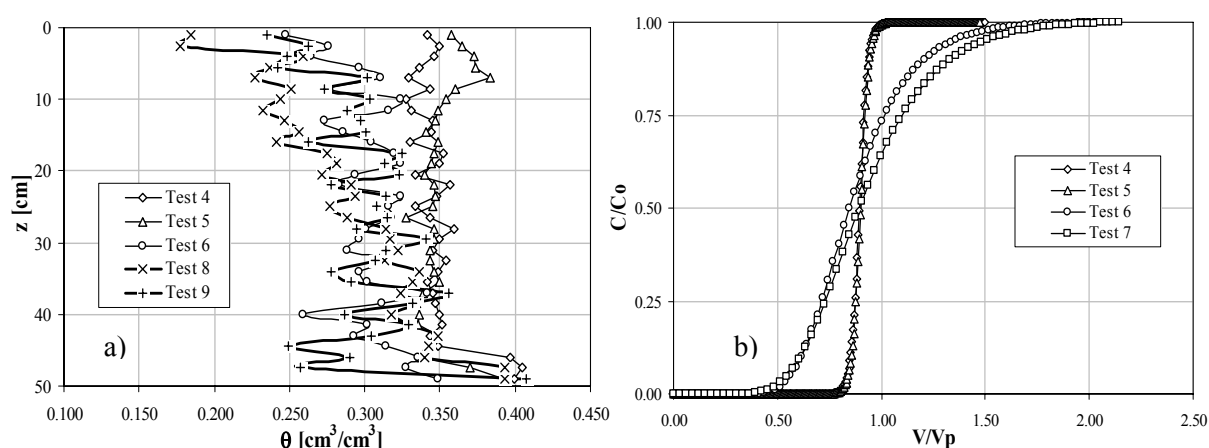 0
10
20
30
40
50
z [cm]
Test 4
Test 5
Test 6
Test 8
Test 9
a)
0.100 0.150 0.200 0.250 0.300 0.350 0.400 0.450
θ [cm³/cm³]
1.00
0.75
0.50
0.25
0.00
C/Co
Test 4
Test 5
Test 6
Test 7
b)
0.00 0.50 1.00 1.50 2.00 2.50
V/Vp